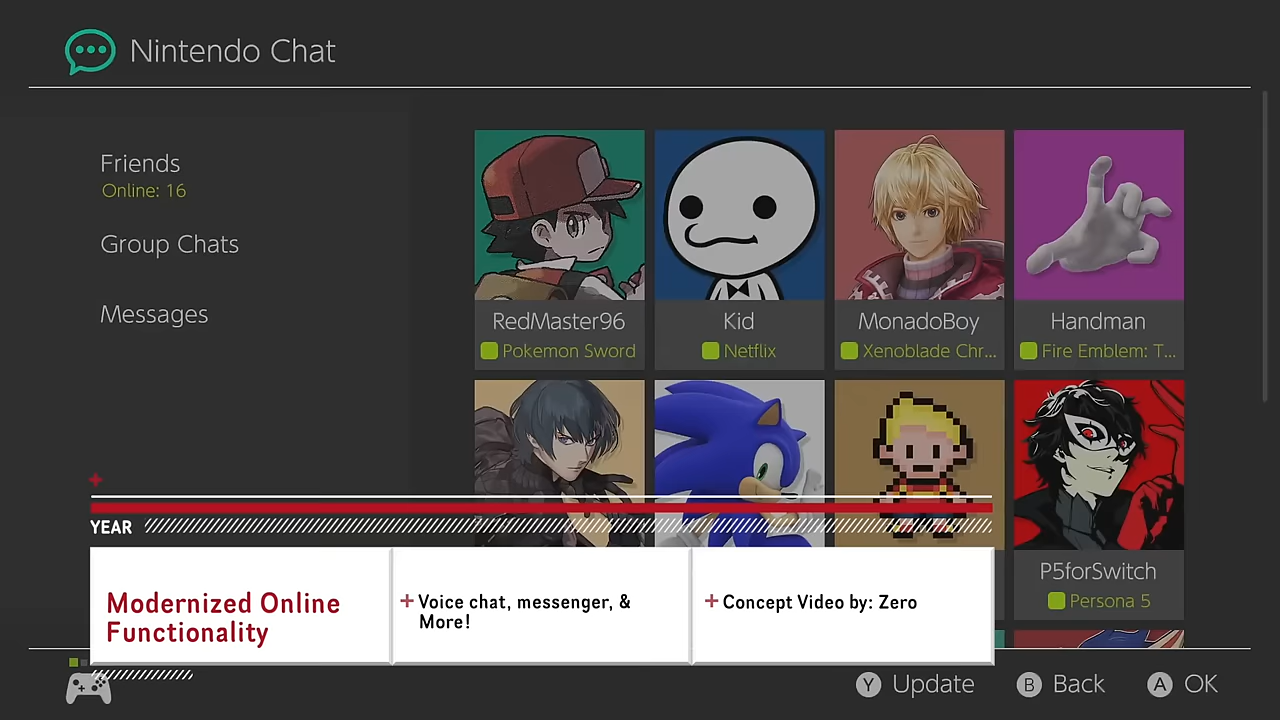 Nintendo Chat
Friends
Online: 16
Group Chats
Messages
RedMaster96
Pokemon Sword
Kid
Netflix
MonadoBoy
Xenoblade Chr...
Handman
Fire Emblem: T...
P5forSwitch
Persona 5
YEAR
Modernized Online
Functionality
+ Voice chat, messenger, &
More!
+ Concept Video by: Zero
Y Update
B Back
A OK